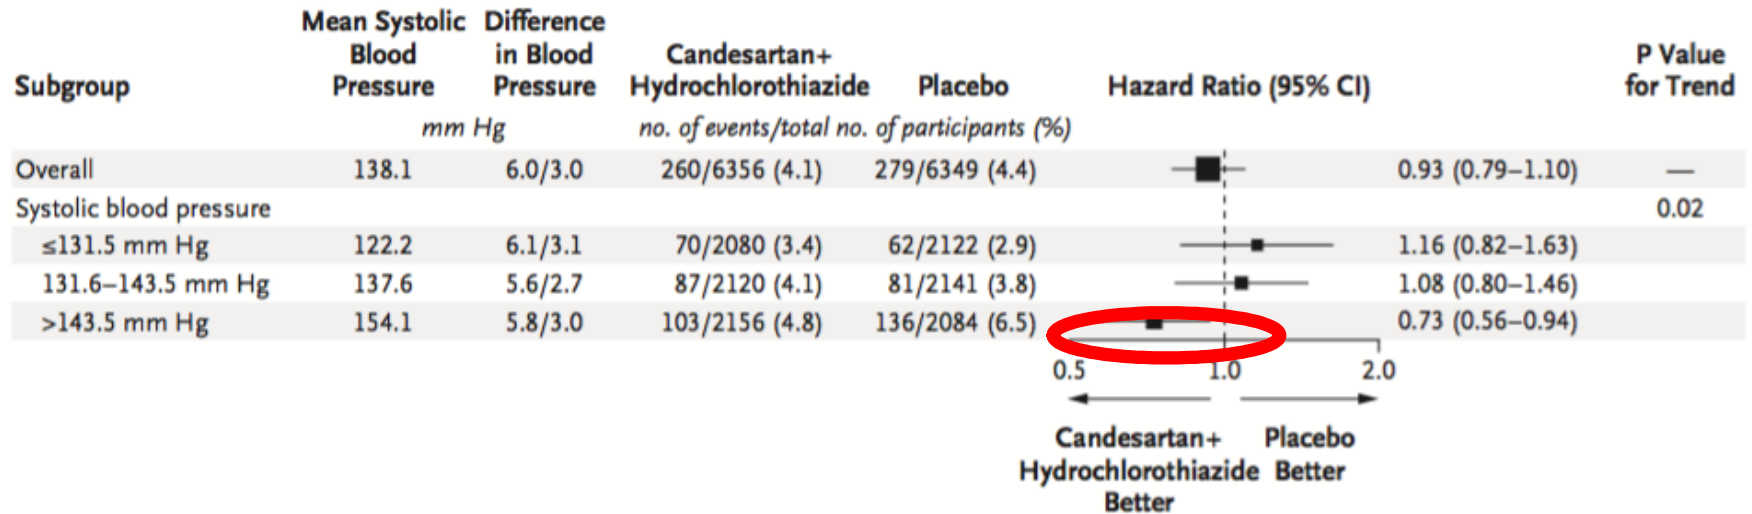 Subgroup Mean Systolic Blood Pressure Difference in Blood Pressure Candesartan+ Hydrochlorothiazide Placebo Hazard Ratio (95% CI) P Value for Trend
mm Hg no. of events/total no. of participants (%)
Overall 138.1 6.0/3.0 260/6356 (4.1) 279/6349 (4.4) 0.93 (0.79–1.10) —
Systolic blood pressure 0.02
≤131.5 mm Hg 122.2 6.1/3.1 70/2080 (3.4) 62/2122 (2.9) 1.16 (0.82–1.63)
131.6–143.5 mm Hg 137.6 5.6/2.7 87/2120 (4.1) 81/2141 (3.8) 1.08 (0.80–1.46)
>143.5 mm Hg 154.1 5.8/3.0 103/2156 (4.8) 136/2084 (6.5) 0.73 (0.56–0.94)
0.5 1.0 2.0
Candesartan+ Placebo
Hydrochlorothiazide Better
Better